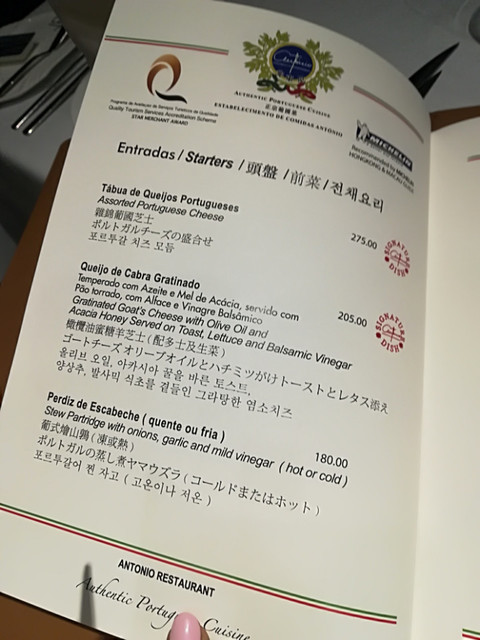 Antonio
AUTHENTIC PORTUGUESE CUISINE
正宗葡國菜
ESTABELECIMENTO DE COMIDAS ANTÓNIO
Programa de Avaliação de Serviços Turísticos de Qualidade
Quality Tourism Services Accreditation Scheme
STAR MERCHANT AWARD
MICHELIN
Recommended by MICHELIN
HONGKONG & MACAU
Entradas / Starters / 頭盤 / 前菜 / 전채요리
Tábua de Queijos Portugueses
Assorted Portuguese Cheese
雜錦葡國芝士
ポルトガルチーズの盛合せ
포르투갈 치즈 모듬
275.00
SIGNATURE DISH
Queijo de Cabra Gratinado
Temperado com Azeite e Mel de Acácia, servido com
Pão torrado, com Alface e Vinagre Balsâmico
Gratinated Goat's Cheese with Olive Oil and
Acacia Honey Served on Toast, Lettuce and Balsamic Vinegar
橄欖油蜜糖羊芝士 ( 配多士及生菜 )
ゴートチーズ オリーブオイルとハチミツがけトーストとレタス添え
올리브 오일, 아카시아 꿀을 바른 토스트,
양상추, 발사믹 식초를 곁들인 그라탕한 염소치즈
205.00
SIGNATURE DISH
Perdiz de Escabeche ( quente ou fria )
Stew Partridge with onions, garlic and mild vinegar ( hot or cold )
葡式燴山鶉 ( 凍或熱 )
ポルトガルの蒸し煮ヤマウズラ ( コールドまたはホット )
포르투갈어 찐 자고 ( 고온이나 저온 )
180.00
ANTONIO RESTAURANT
Authentic Portuguese Cuisine